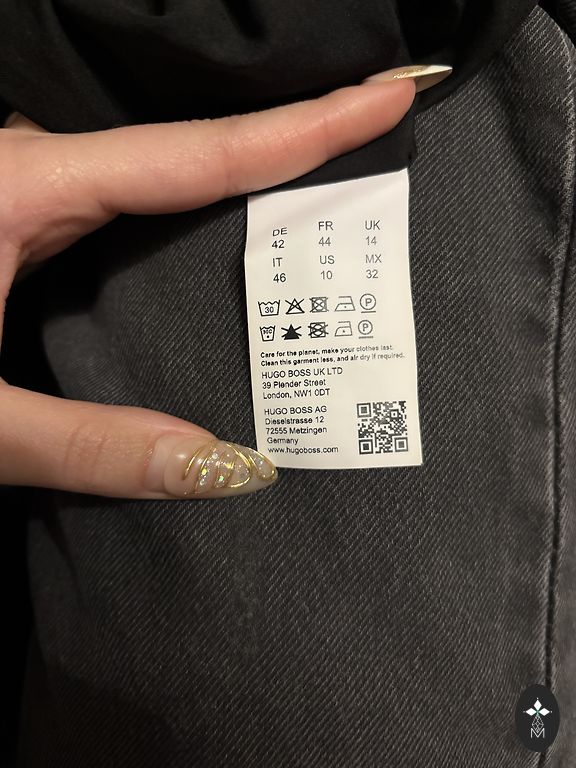 DE FR UK
42 44 14
IT US MX
46 10 32
30 P
30C P
Care for the planet, make your clothes last.
Clean this garment less, and air dry if required.
HUGO BOSS UK LTD
39 Plender Street
London, NW1 0DT
HUGO BOSS AG
Dieselstrasse 12
72555 Metzingen
Germany
www.hugoboss.com
M